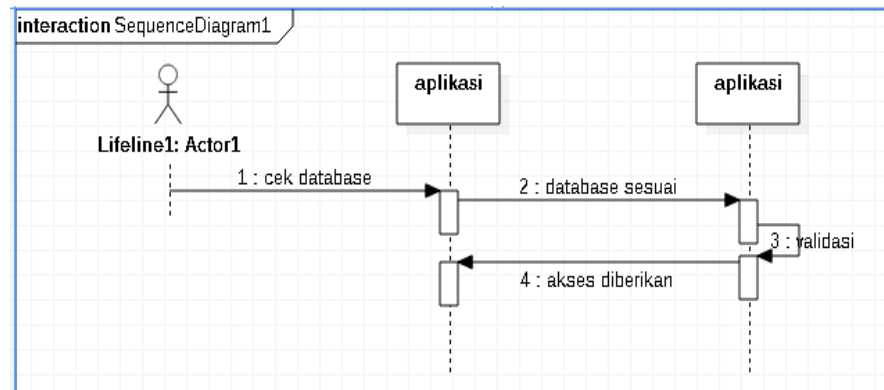 interaction SequenceDiagram1
aplikasi
aplikasi
Lifeline1: Actor1
1 : cek database
2 : database sesuai
3 : validasi
4 : akses diberikan